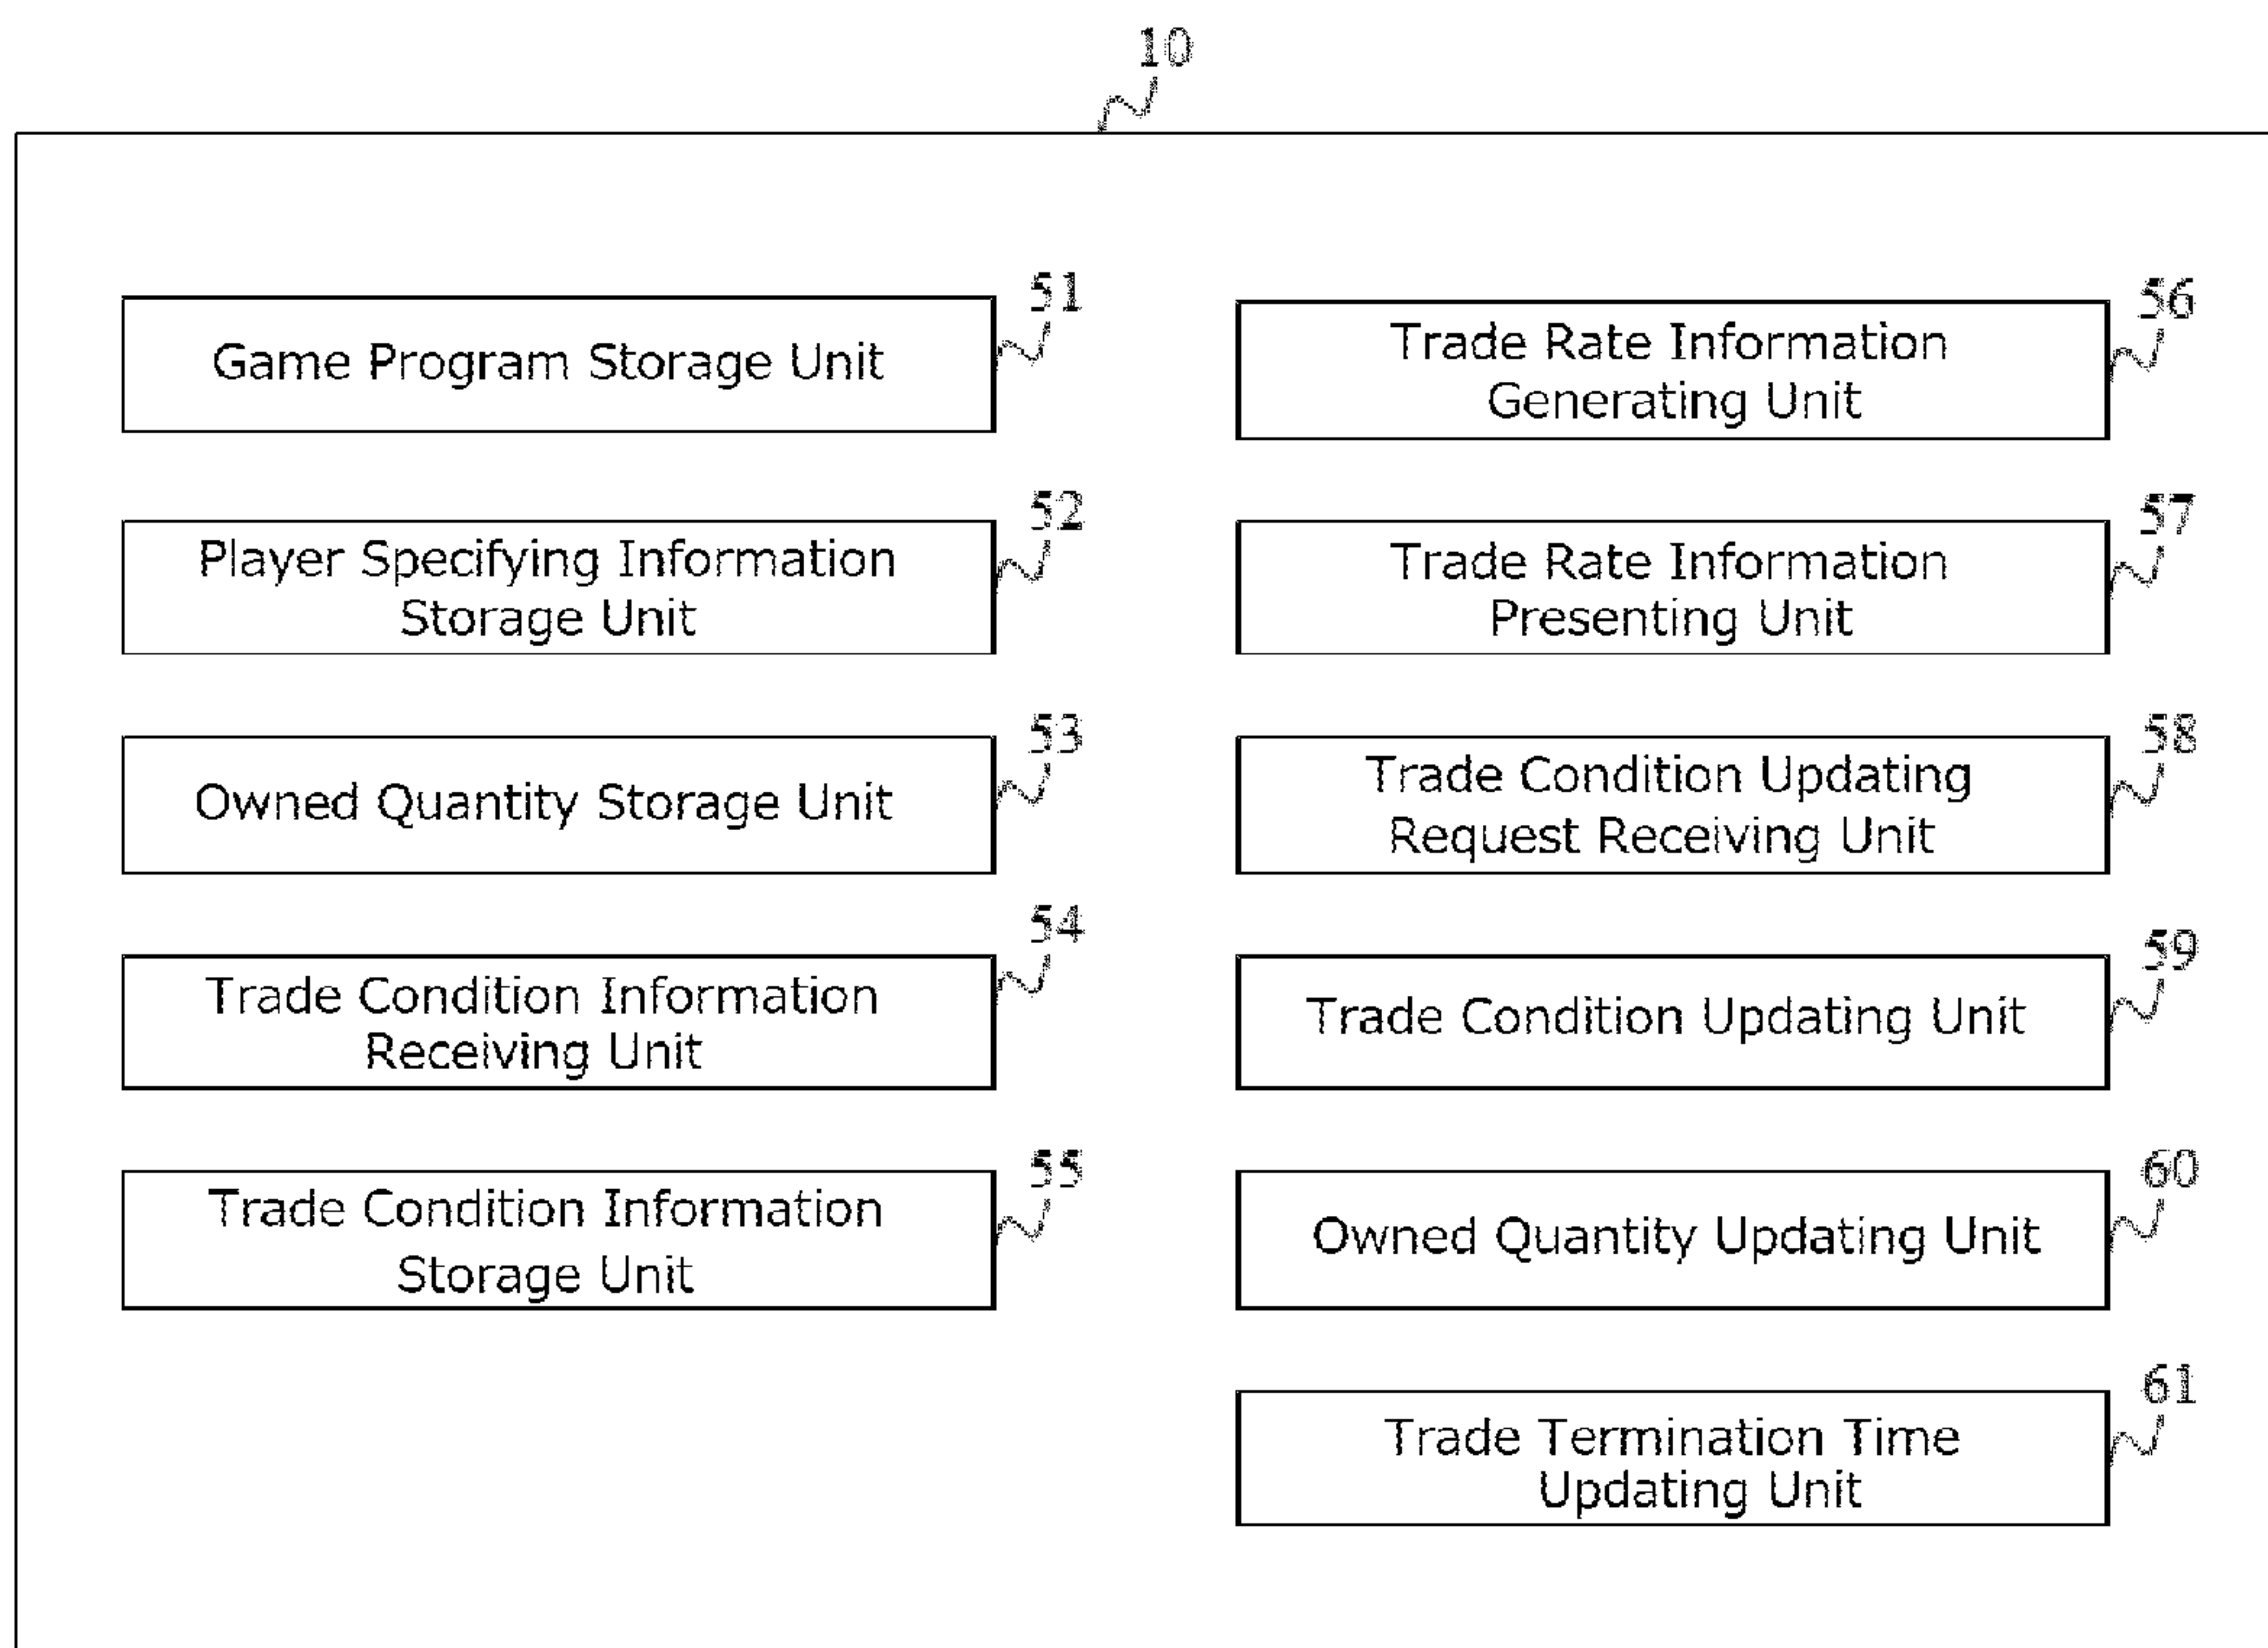 10
51
Game Program Storage Unit
52
Player Specifying Information
Storage Unit
53
Owned Quantity Storage Unit
54
Trade Condition Information
Receiving Unit
55
Trade Condition Information
Storage Unit
56
Trade Rate Information
Generating Unit
57
Trade Rate Information
Presenting Unit
58
Trade Condition Updating
Request Receiving Unit
59
Trade Condition Updating Unit
60
Owned Quantity Updating Unit
61
Trade Termination Time
Updating Unit